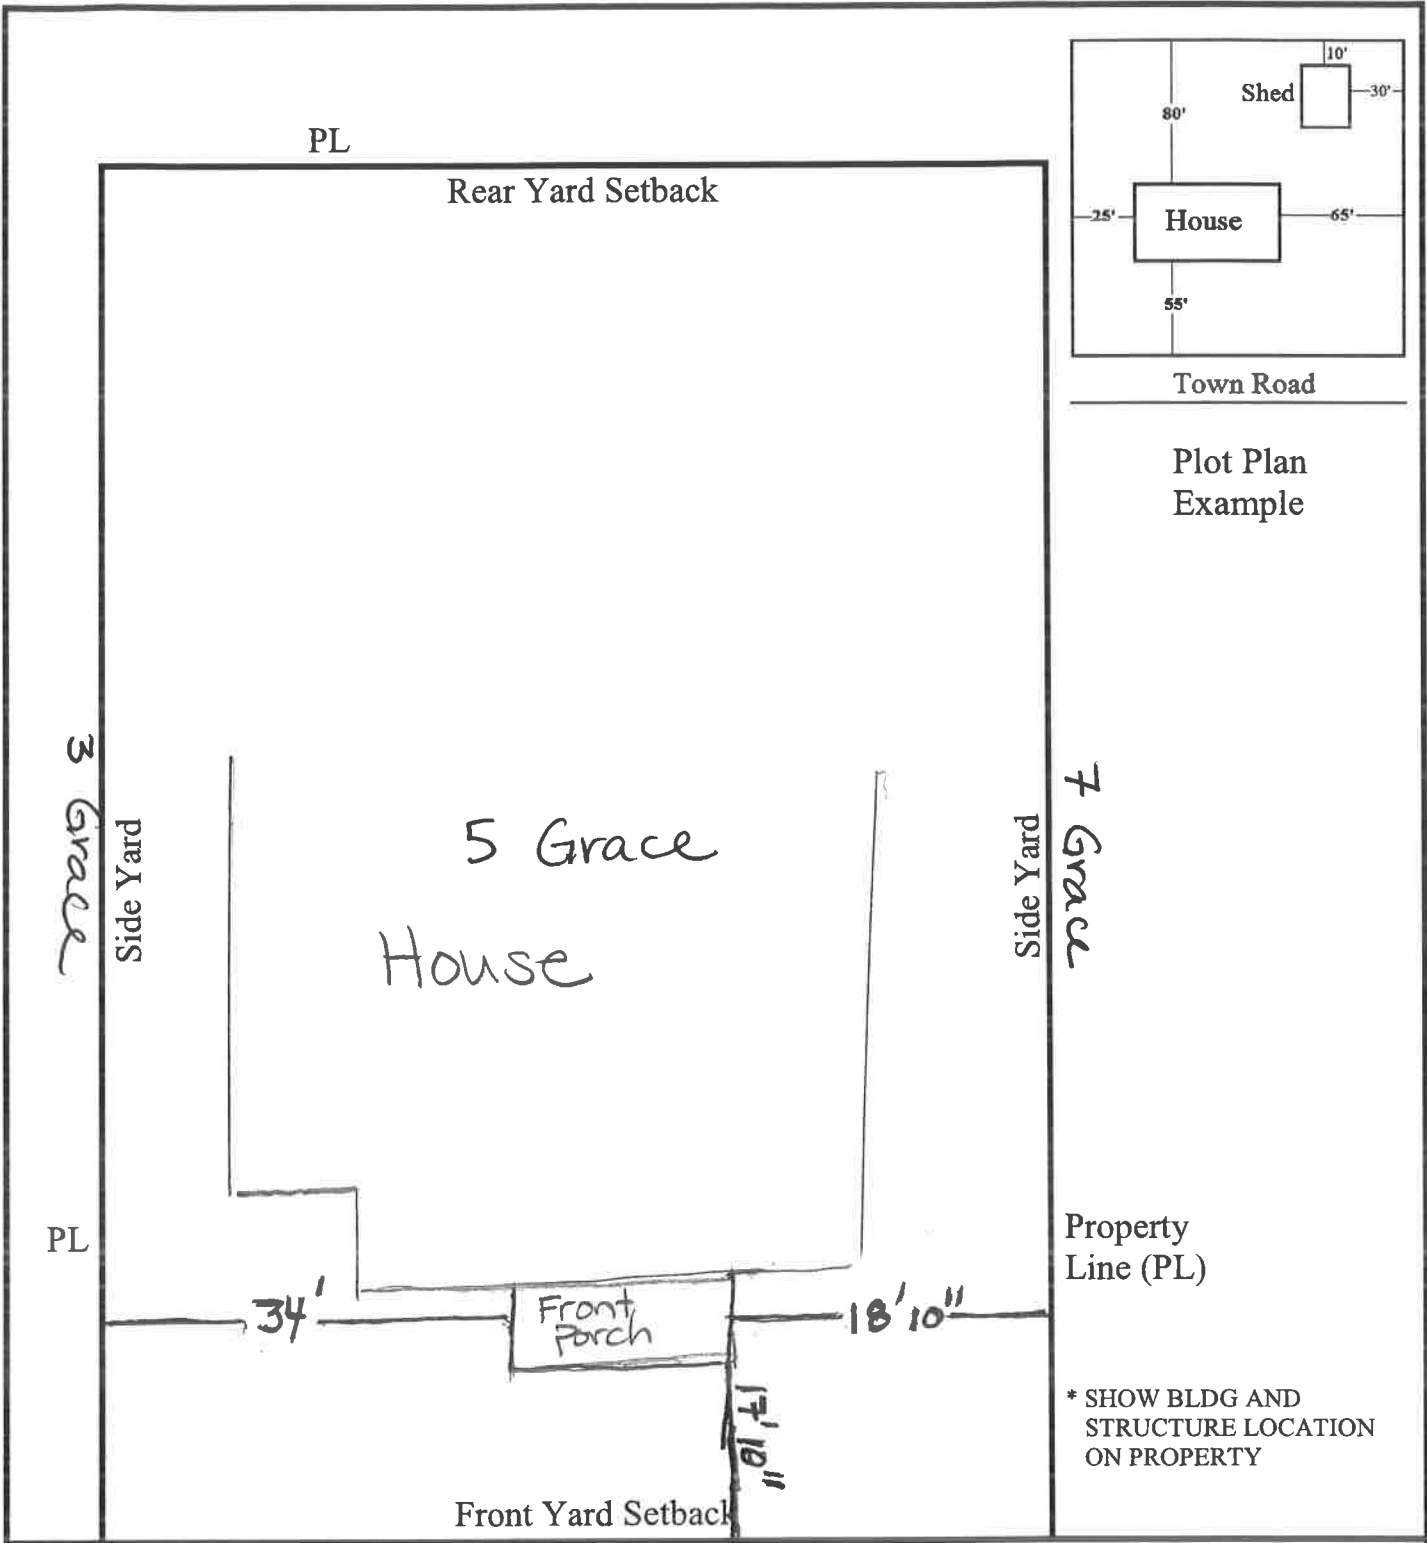 PL
Rear Yard Setback
10'
Shed
30'
80'
25'
House
65'
55'
Town Road
Plot Plan
Example
3 Grace
Side Yard
5 Grace
House
Side Yard
7 Grace
PL
Property
Line (PL)
34'
Front
Porch
18'10"
17'10"
* SHOW BLDG AND
STRUCTURE LOCATION
ON PROPERTY
Front Yard Setback